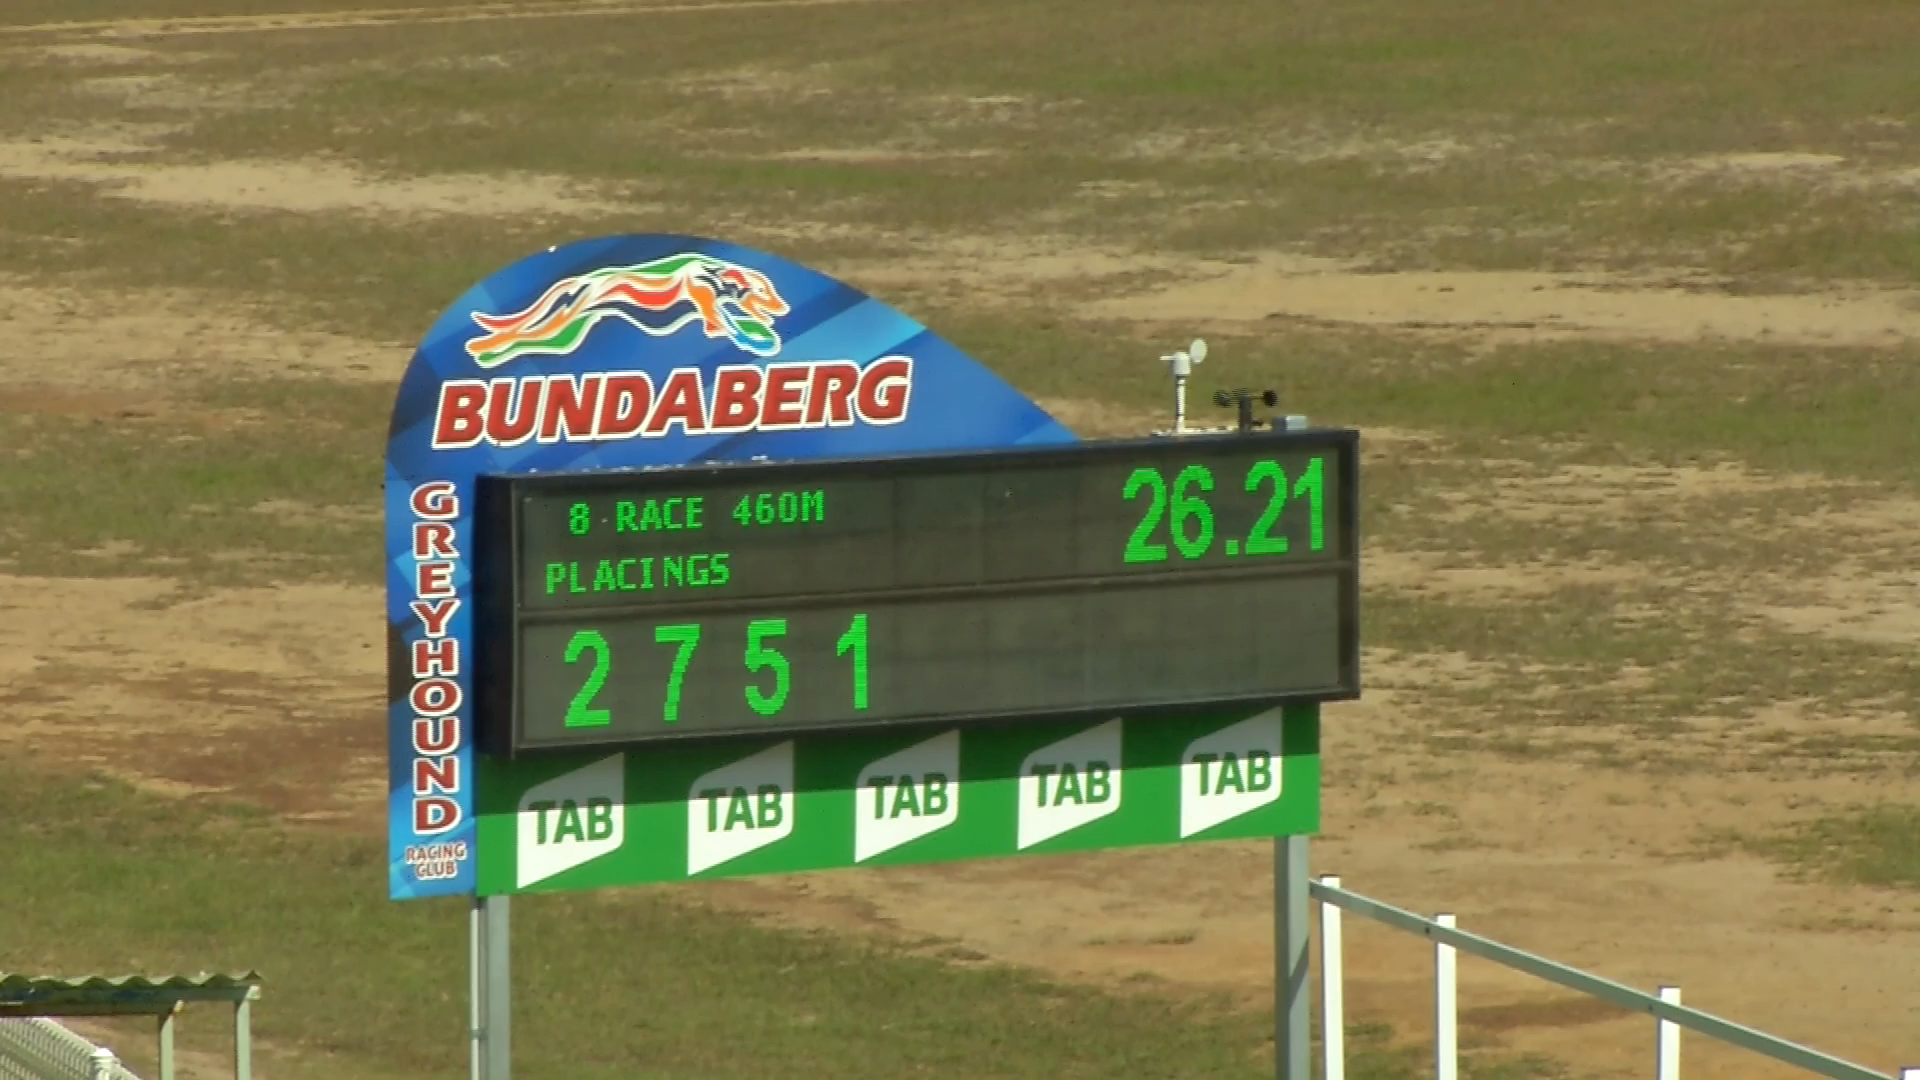 BUNDABERG
GREYHOUND
RACING
CLUB
8 RACE 460M
26.21
PLACINGS
2 7 5 1
TAB TAB TAB TAB TAB